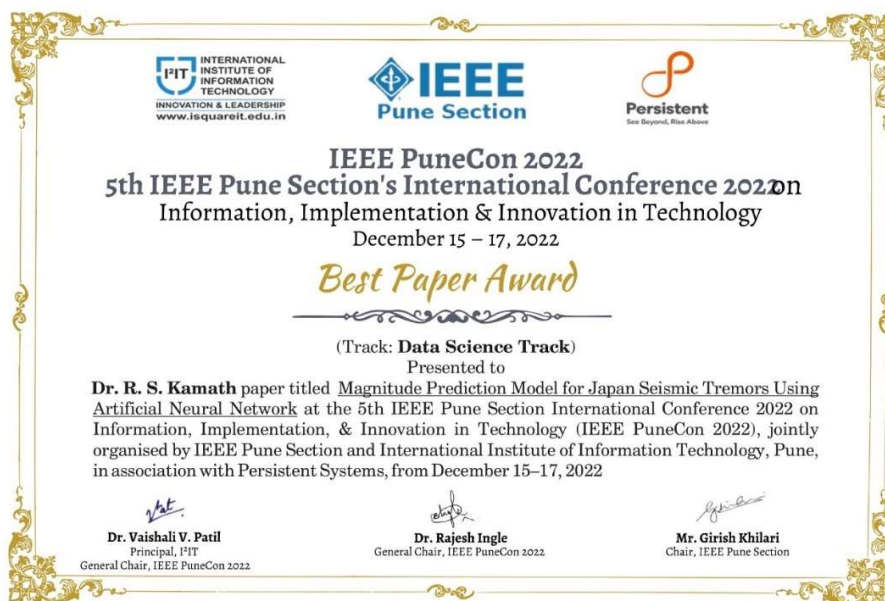 I²IT
INTERNATIONAL
INSTITUTE OF
INFORMATION
TECHNOLOGY
INNOVATION & LEADERSHIP
www.isquareit.edu.in
IEEE
Pune Section
Persistent
See Beyond, Rise Above
IEEE PuneCon 2022
5th IEEE Pune Section's International Conference 2022 on
Information, Implementation & Innovation in Technology
December 15 – 17, 2022
Best Paper Award
(Track: Data Science Track)
Presented to
Dr. R. S. Kamath paper titled Magnitude Prediction Model for Japan Seismic Tremors Using
Artificial Neural Network at the 5th IEEE Pune Section International Conference 2022 on
Information, Implementation, & Innovation in Technology (IEEE PuneCon 2022), jointly
organised by IEEE Pune Section and International Institute of Information Technology, Pune,
in association with Persistent Systems, from December 15–17, 2022
Dr. Vaishali V. Patil
Principal, I²IT
General Chair, IEEE PuneCon 2022
Dr. Rajesh Ingle
General Chair, IEEE PuneCon 2022
Mr. Girish Khilari
Chair, IEEE Pune Section